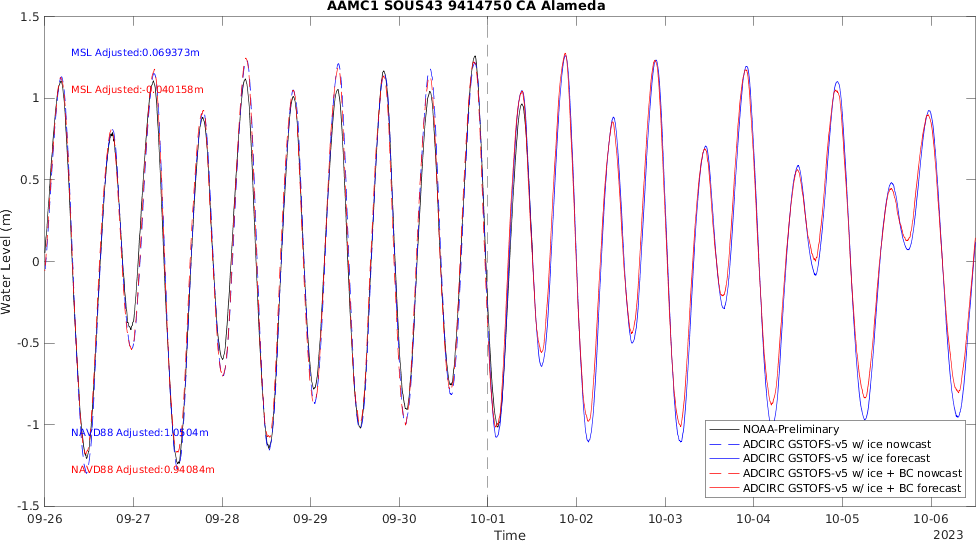 AAMC1 SOUS43 9414750 CA Alameda
1.5
1
0.5
0
-0.5
-1
-1.5
Water Level (m)
MSL Adjusted:0.069373m
MSL Adjusted:-0.040158m
NAVD88 Adjusted:1.0504m
NAVD88 Adjusted:0.94084m
NOAA-Preliminary
ADCIRC GSTOFS-v5 w/ ice nowcast
ADCIRC GSTOFS-v5 w/ ice forecast
ADCIRC GSTOFS-v5 w/ ice + BC nowcast
ADCIRC GSTOFS-v5 w/ ice + BC forecast
09-26 09-27 09-28 09-29 09-30 10-01 10-02 10-03 10-04 10-05 10-06
Time
2023